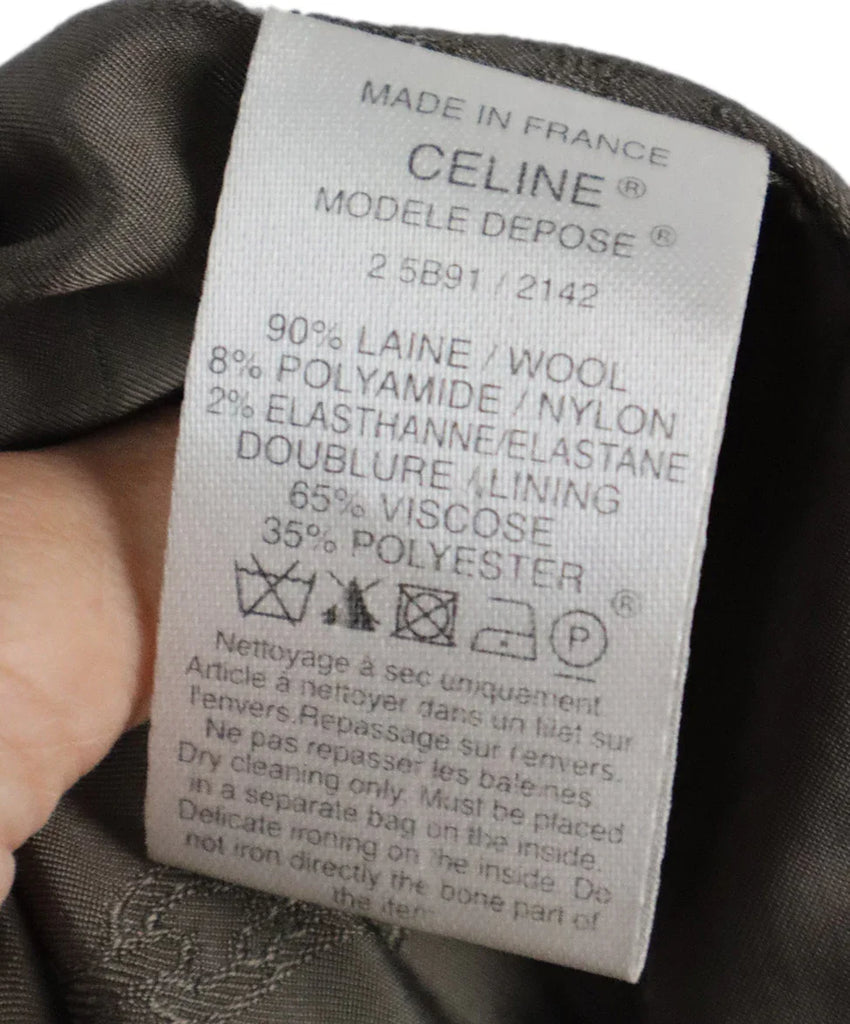 MADE IN FRANCE
CELINE ®
MODELE DEPOSE ®
2 5B91 / 2142
90% LAINE / WOOL
8% POLYAMIDE / NYLON
2% ELASTHANNE/ELASTANE
DOUBLURE / LINING
65% VISCOSE
35% POLYESTER
®
P
Nettoyage à sec uniquement.
Article à nettoyer dans un filet sur
l'envers. Repassage sur l'envers.
Ne pas repasser les baleines
Dry cleaning only. Must be placed
in a separate bag on the inside.
Delicate ironing on the inside. Do
not iron directly the bone part of
the item